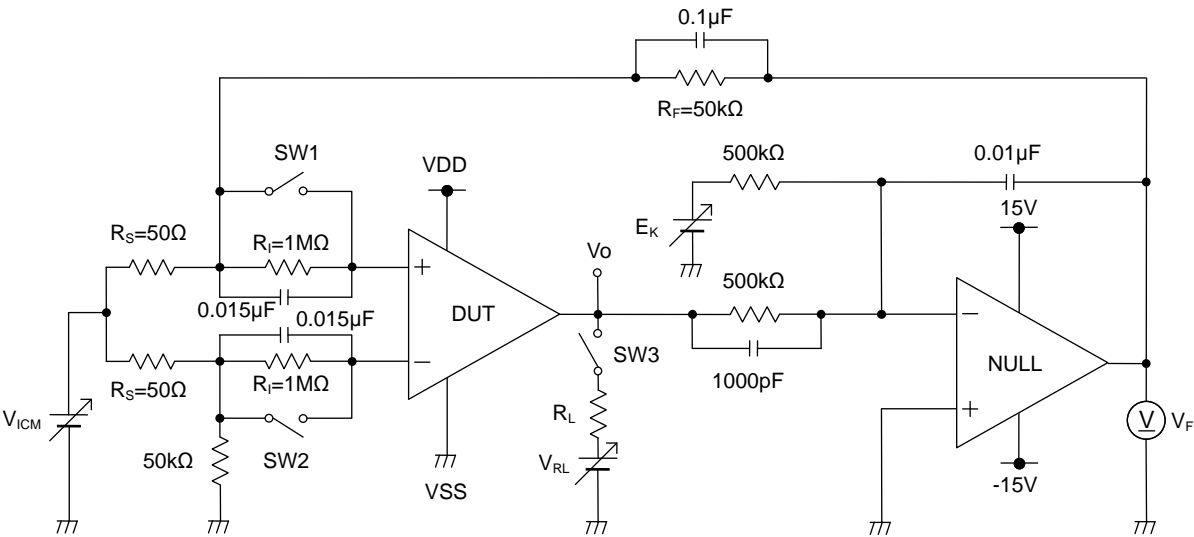 0.1µF
RF=50kΩ
SW1
VDD
500kΩ
0.01µF
15V
RS=50Ω
RI=1MΩ
EK
Vo
+
0.015µF
0.015µF
DUT
500kΩ
−
−
SW3
NULL
RS=50Ω
RI=1MΩ
1000pF
+
VICM
RL
V
VF
50kΩ
SW2
VRL
VSS
-15V